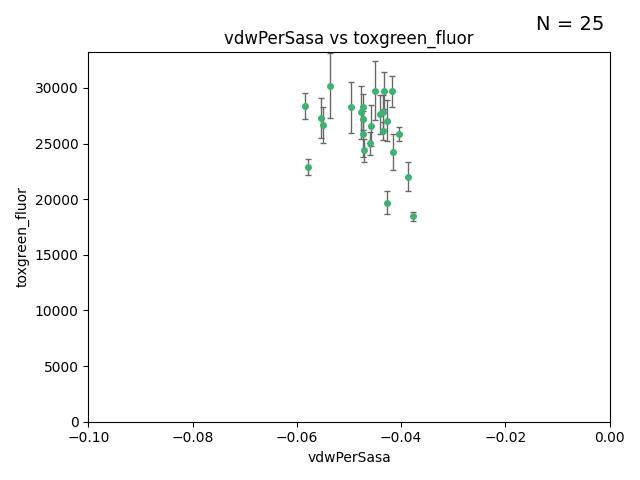 N = 25
vdwPerSasa vs toxgreen_fluor
toxgreen_fluor
30000
25000
20000
15000
10000
5000
0
−0.10 −0.08 −0.06 −0.04 −0.02 0.00
vdwPerSasa